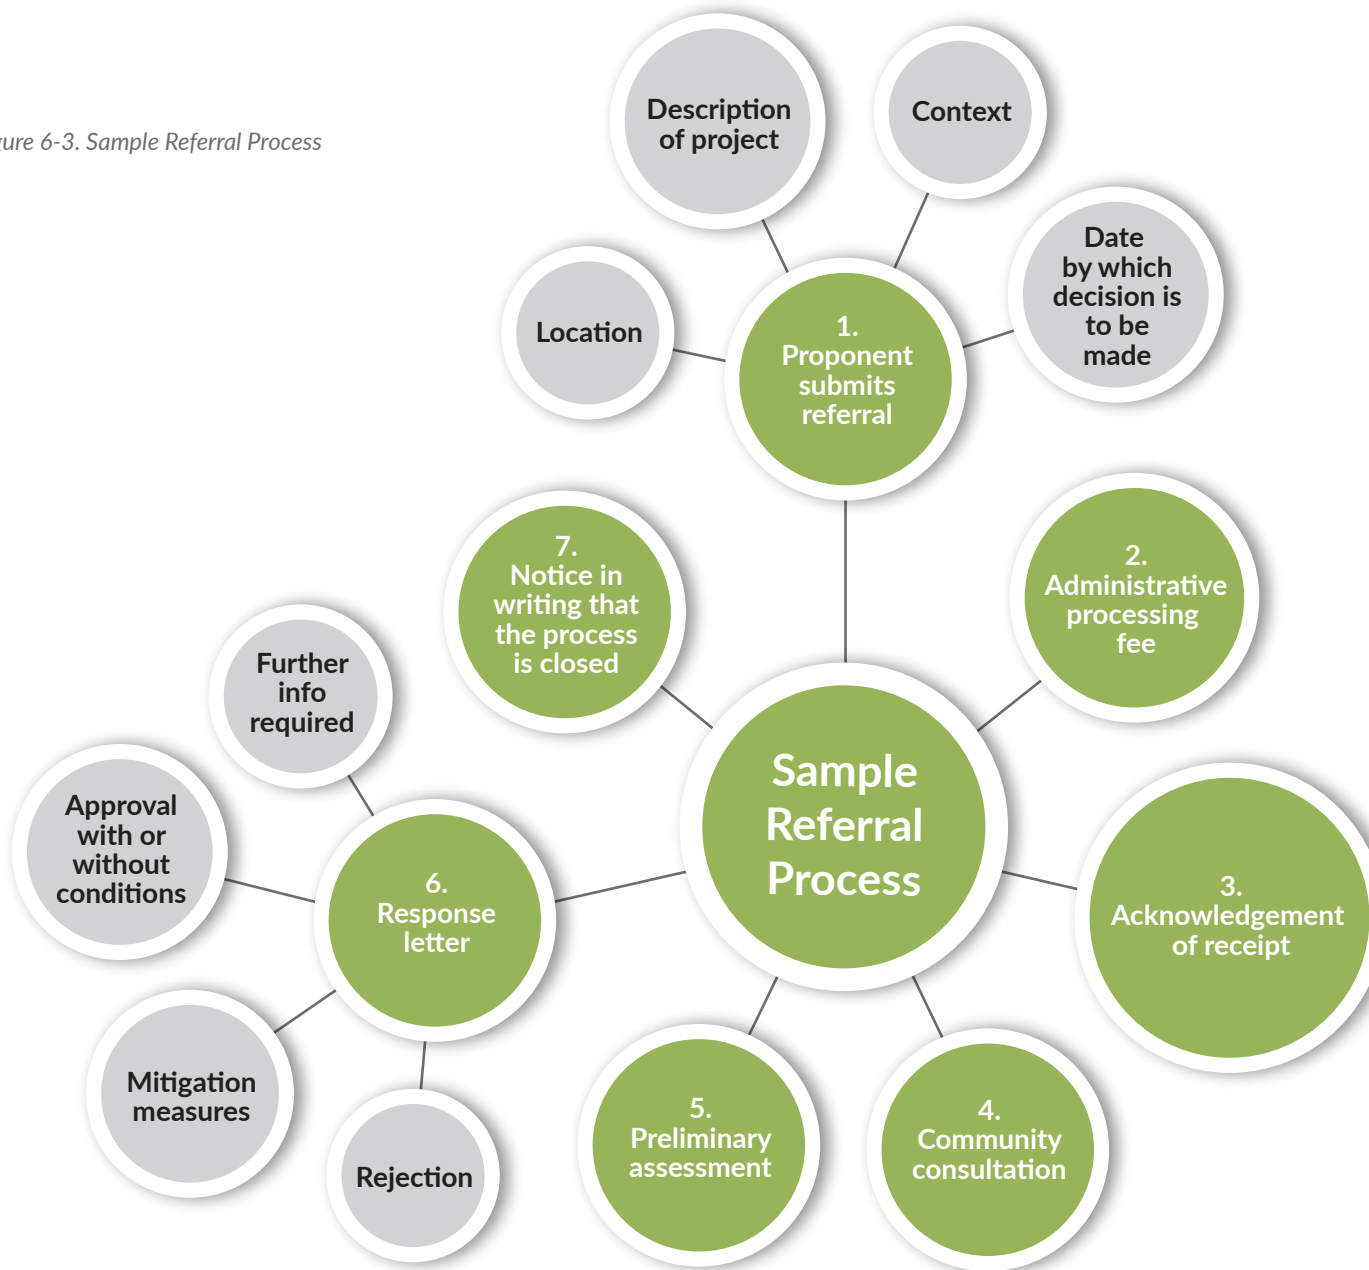 ure 6-3. Sample Referral Process
Description
of project
Context
Date
by which
decision is
to be
made
Location
1.
Proponent
submits
referral
2.
Administrative
processing
fee
7.
Notice in
writing that
the process
is closed
Further
info
required
Sample
Referral
Process
Approval
with or
without
conditions
6.
Response
letter
3.
Acknowledgement
of receipt
Mitigation
measures
Rejection
5.
Preliminary
assessment
4.
Community
consultation